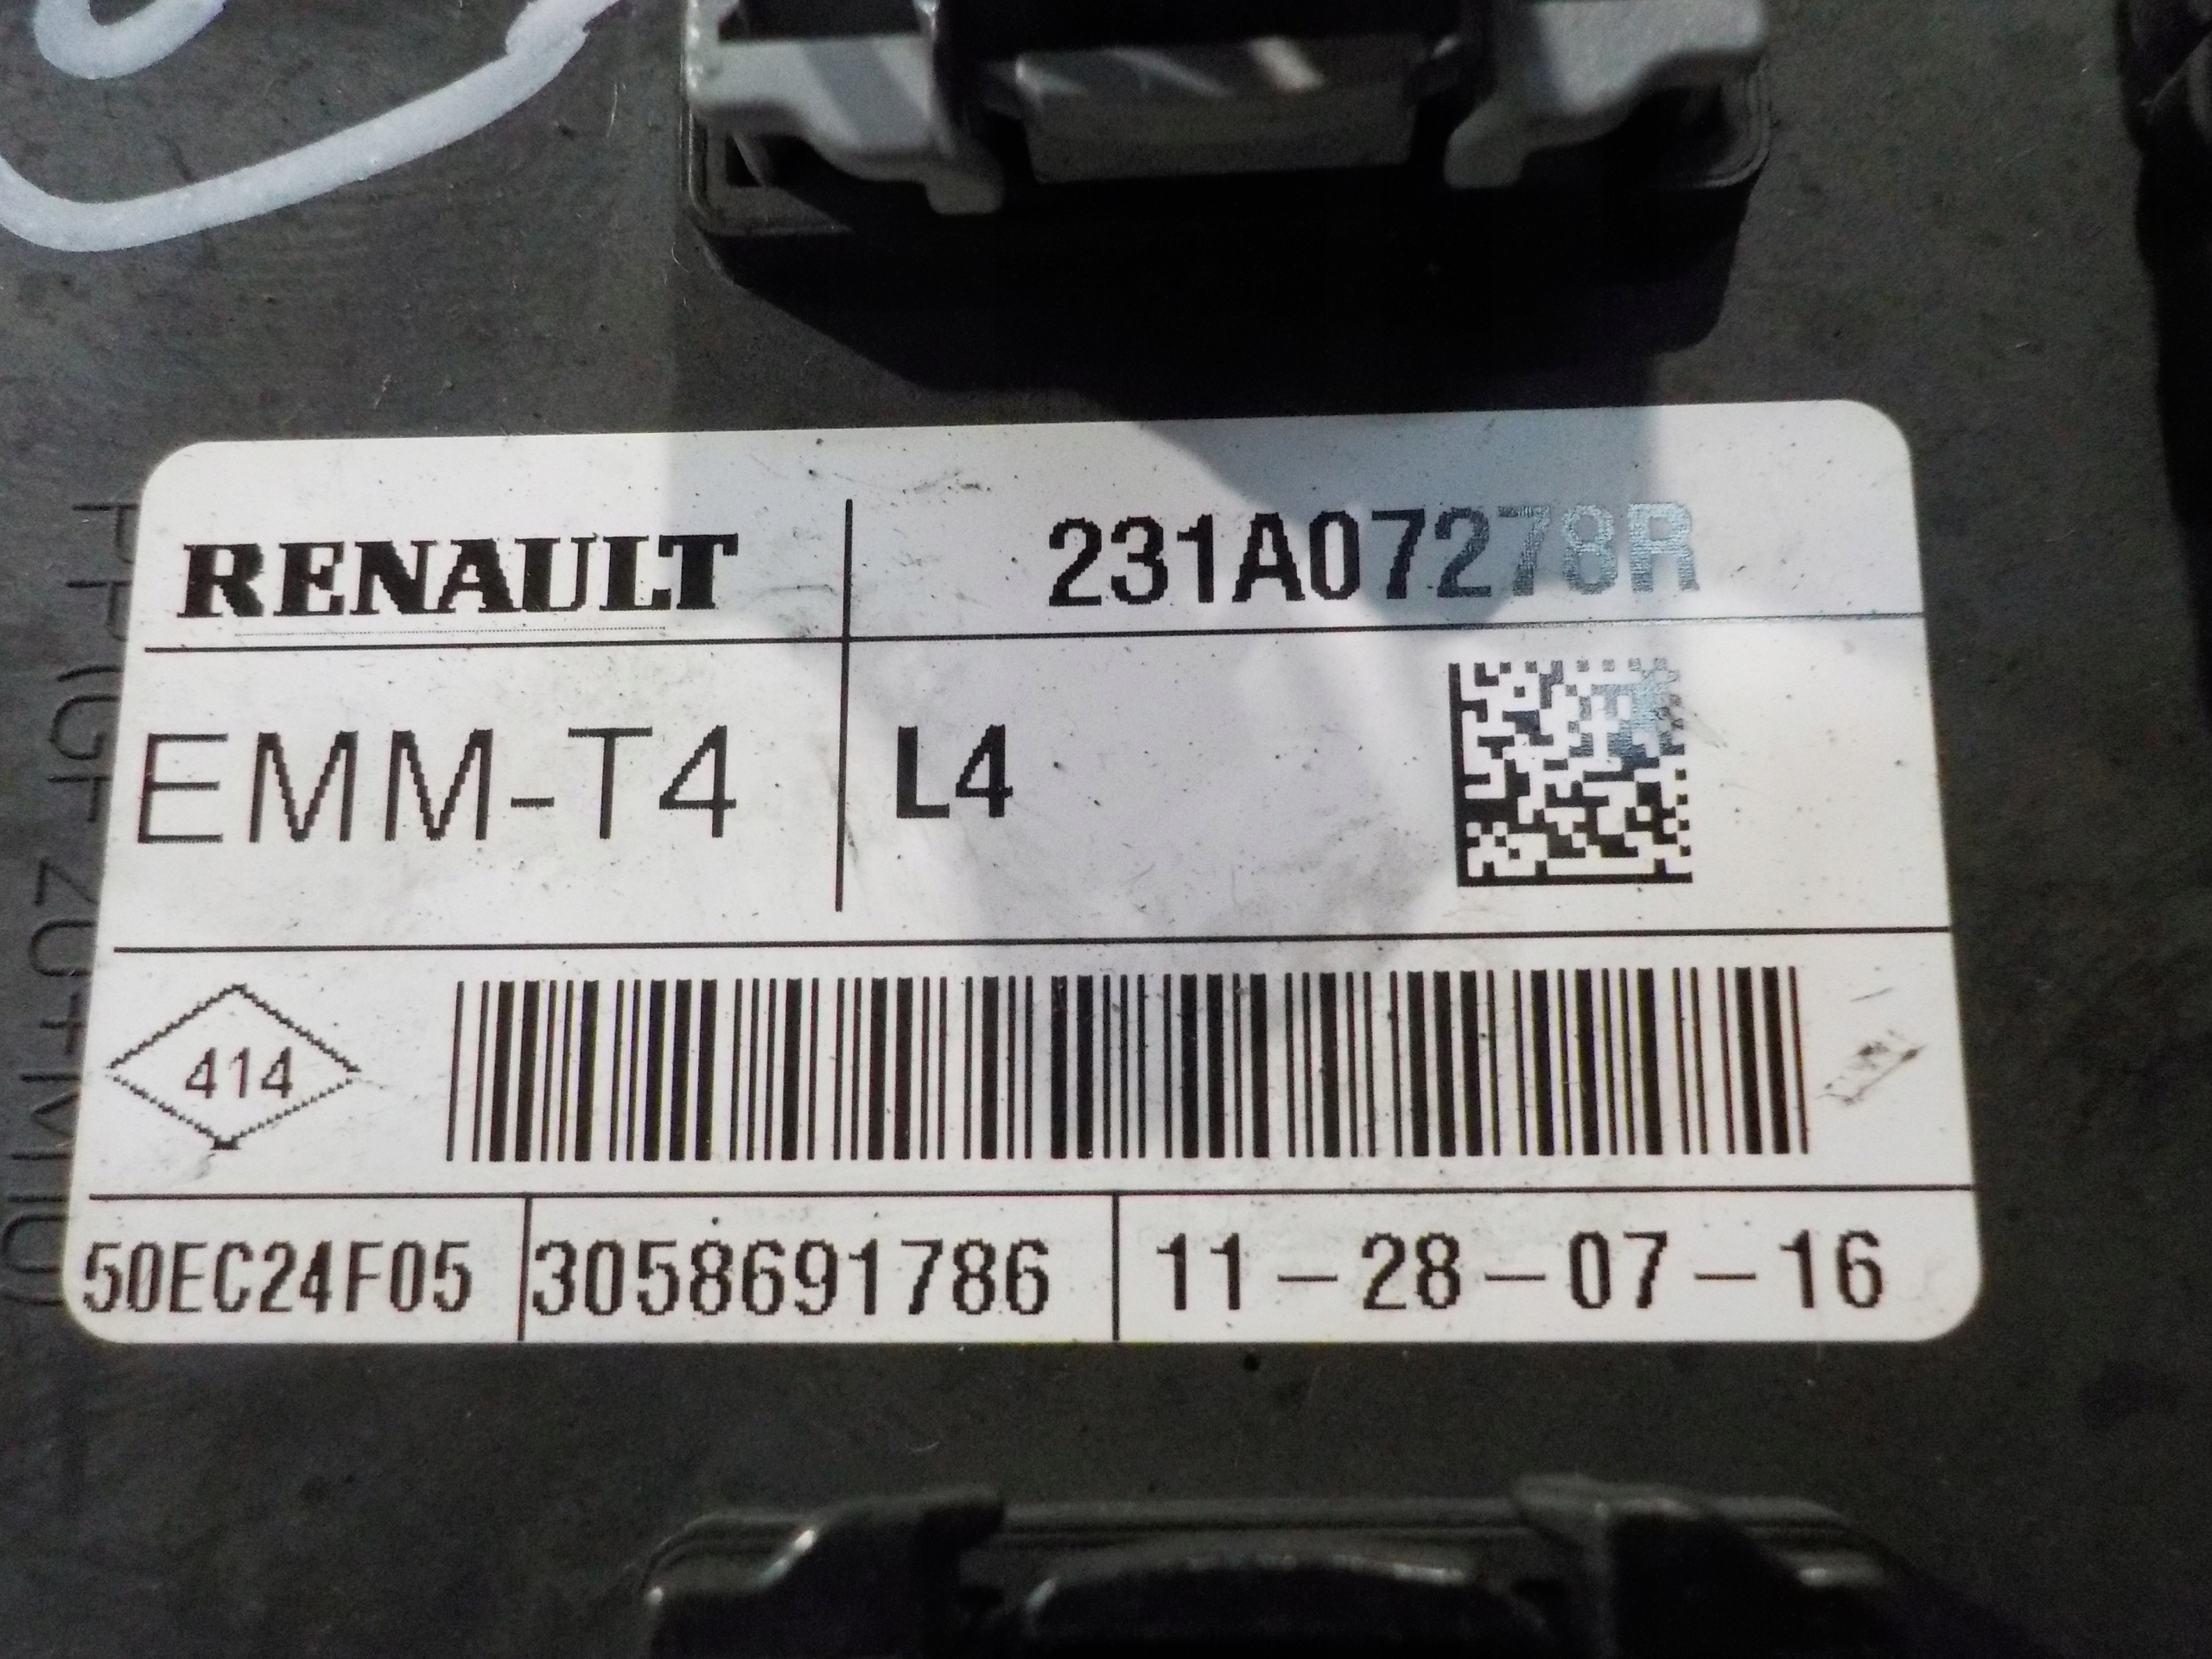 RENAULT 231A07278R
EMM-T4 L4
414
50EC24F05 3058691786 11-28-07-16